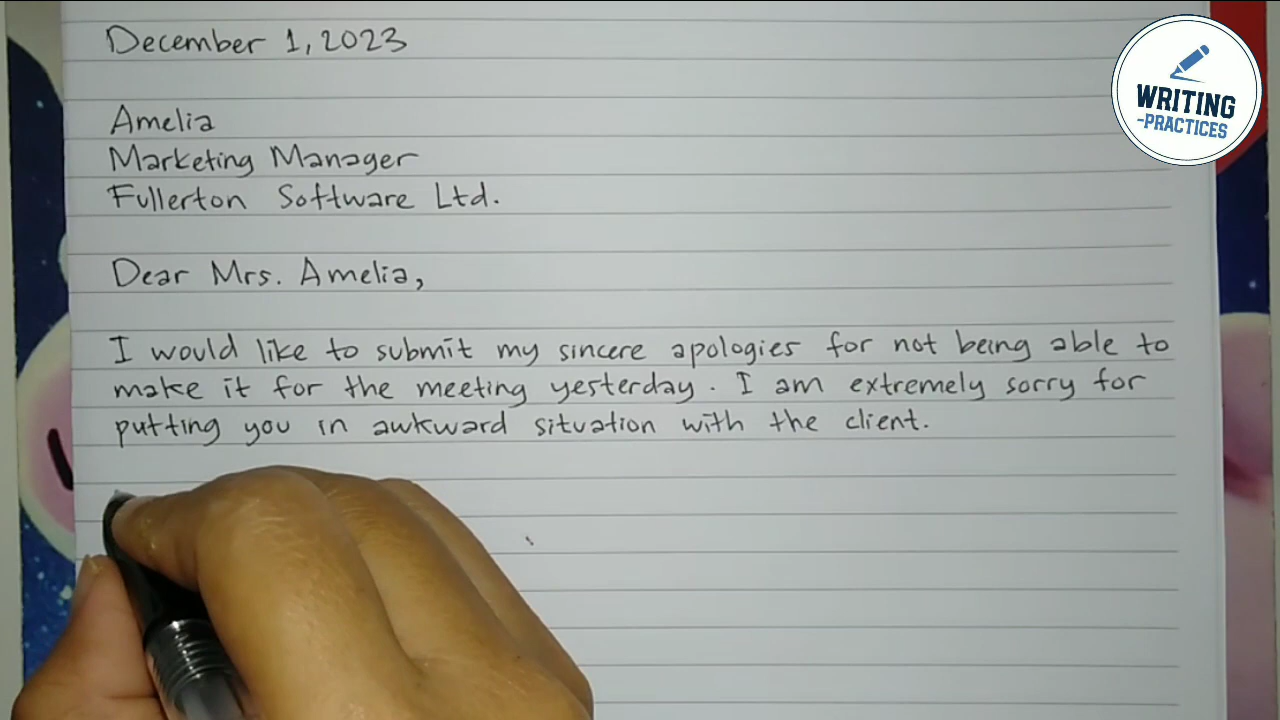 December 1, 2023
Amelia
Marketing Manager
Fullerton Software Ltd.
Dear Mrs. Amelia,
I would like to submit my sincere apologies for not being able to
make it for the meeting yesterday. I am extremely sorry for
putting you in awkward situation with the client.
WRITING
-PRACTICES